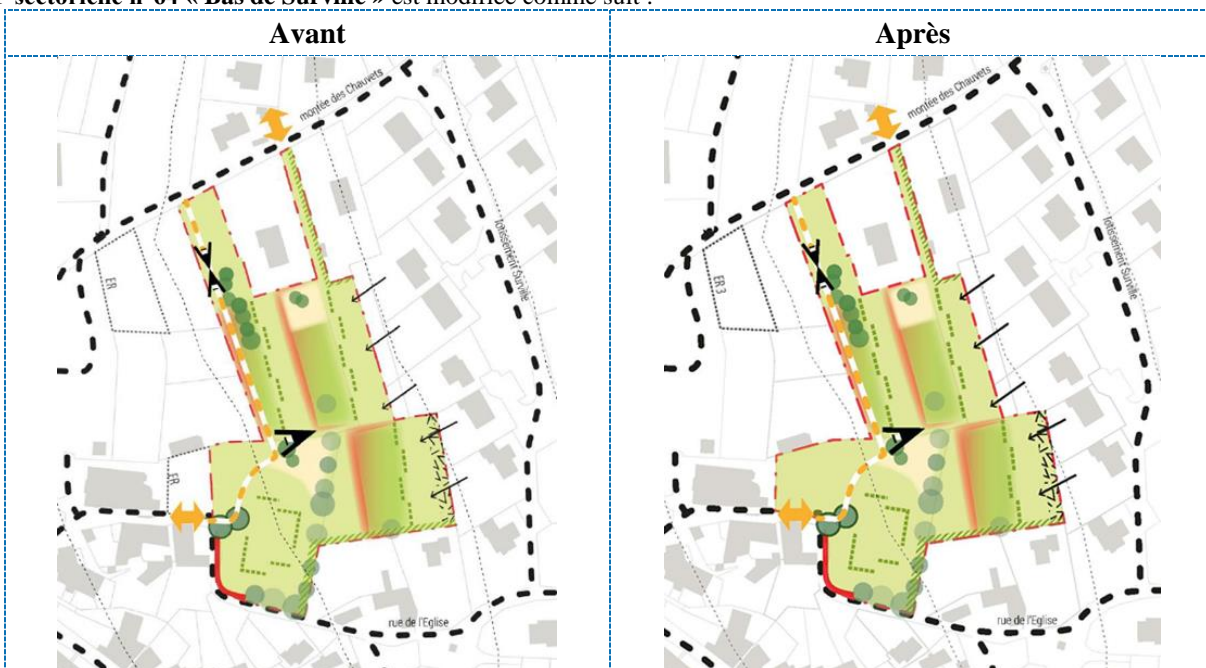 sectorielle n°04 « Bas de Surville » est modifiée comme suit :
Avant
Après
montée des Chauvets
lotissement Surville
ER
ER
rue de l'Eglise
montée des Chauvets
lotissement Surville
ER 3
rue de l'Eglise